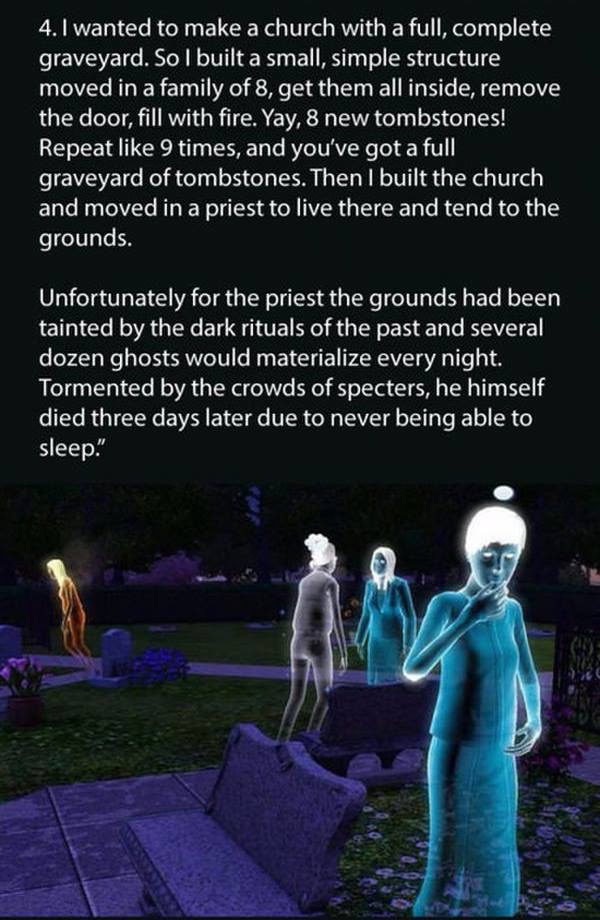 4. I wanted to make a church with a full, complete
graveyard. So I built a small, simple structure
moved in a family of 8, get them all inside, remove
the door, fill with fire. Yay, 8 new tombstones!
Repeat like 9 times, and you've got a full
graveyard of tombstones. Then I built the church
and moved in a priest to live there and tend to the
grounds.
Unfortunately for the priest the grounds had been
tainted by the dark rituals of the past and several
dozen ghosts would materialize every night.
Tormented by the crowds of specters, he himself
died three days later due to never being able to
sleep."